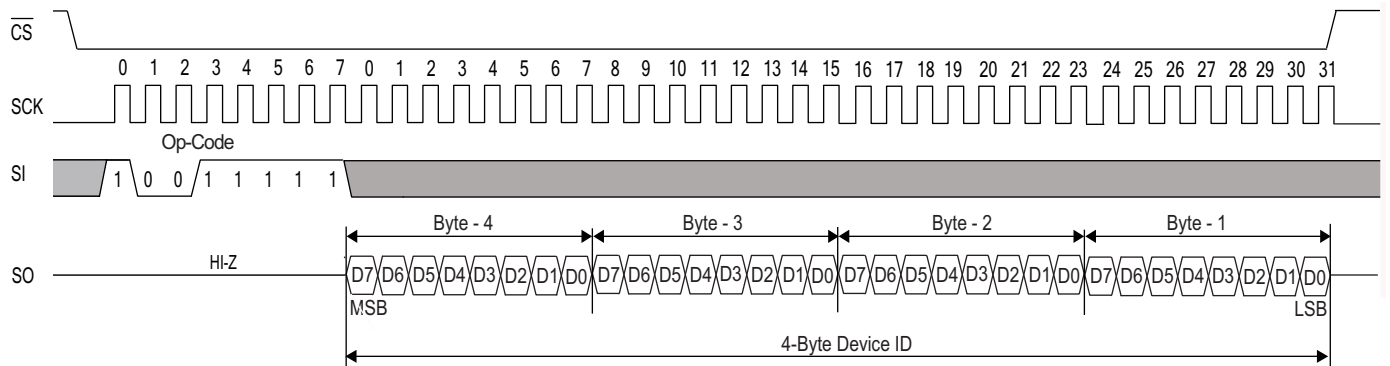 CS
0 1 2 3 4 5 6 7 0 1 2 3 4 5 6 7 8 9 10 11 12 13 14 15 16 17 18 19 20 21 22 23 24 25 26 27 28 29 30 31
SCK
Op-Code
SI 1 0 0 1 1 1 1 1
Byte - 4 Byte - 3 Byte - 2 Byte - 1
SO HI-Z D7 D6 D5 D4 D3 D2 D1 D0 D7 D6 D5 D4 D3 D2 D1 D0 D7 D6 D5 D4 D3 D2 D1 D0 D7 D6 D5 D4 D3 D2 D1 D0
MSB LSB
4-Byte Device ID